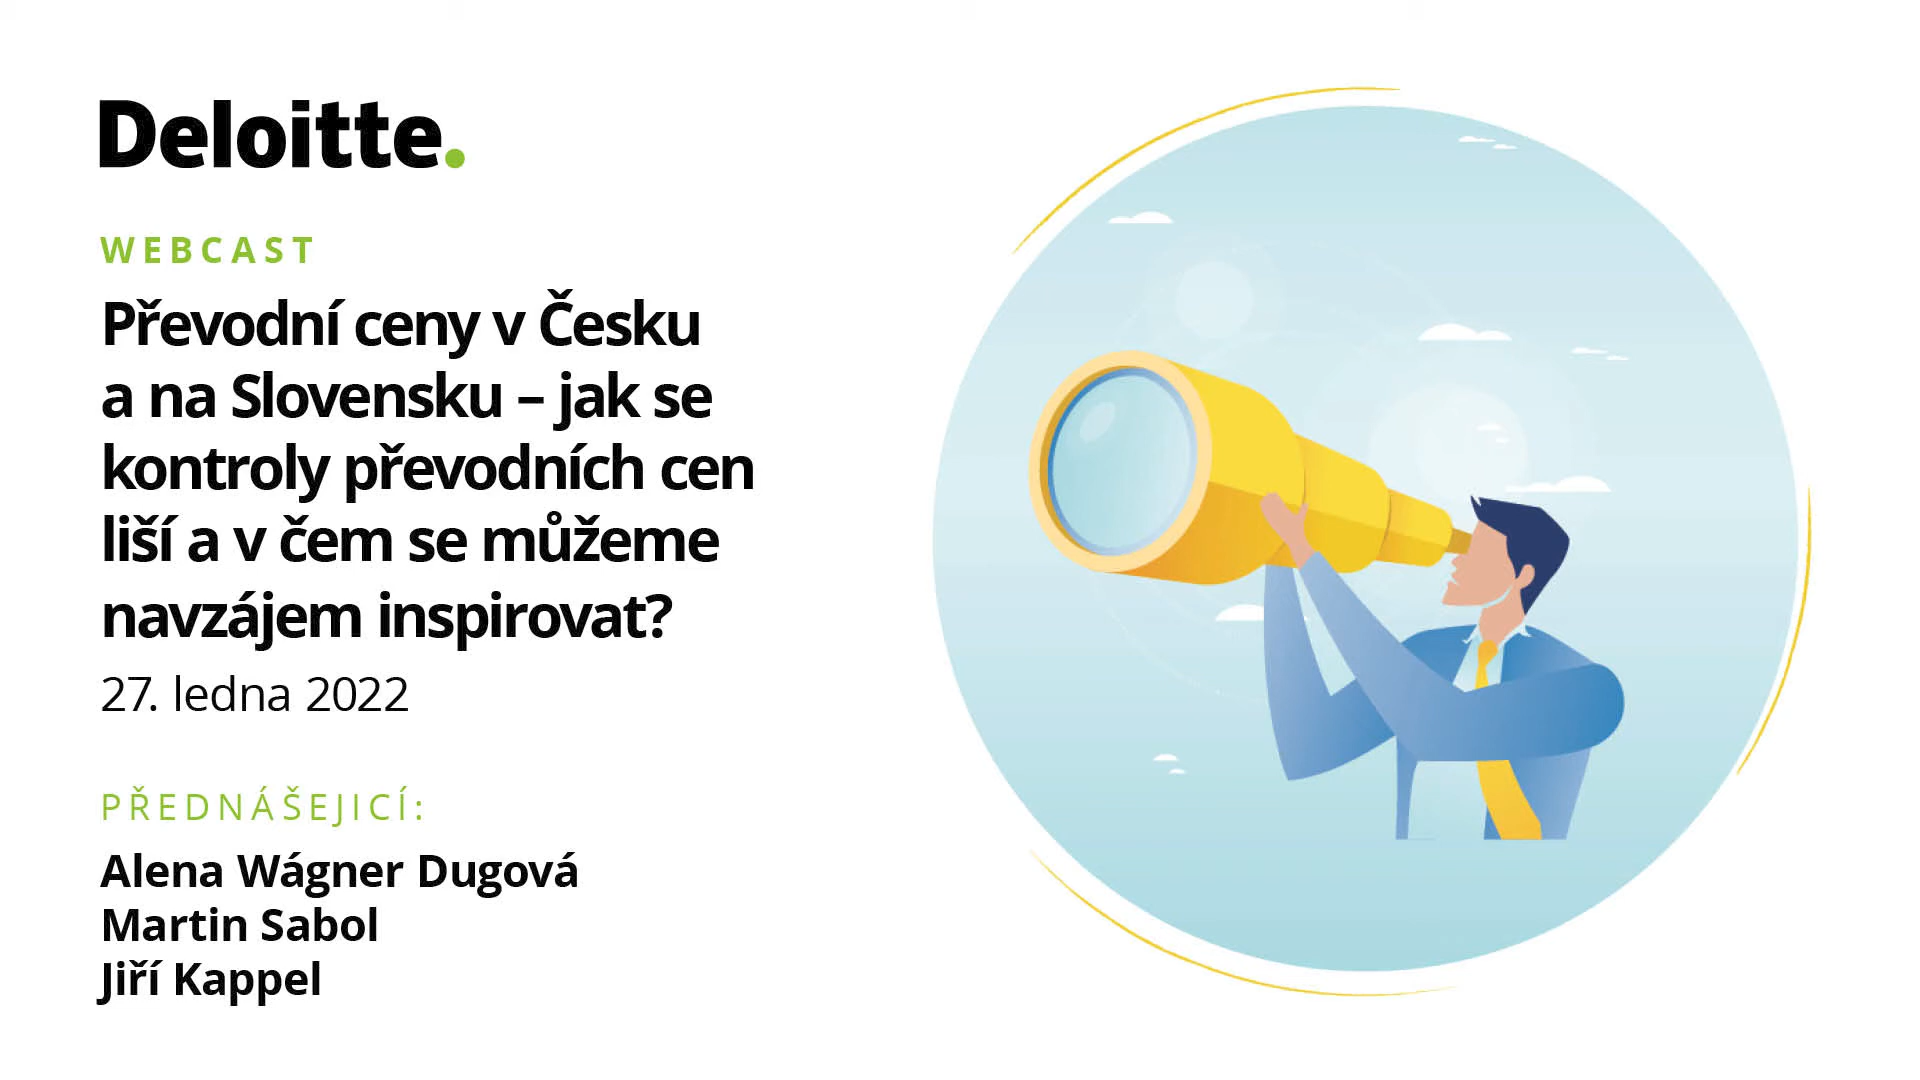 Deloitte.
WEBCAST
Převodní ceny v Česku
a na Slovensku – jak se
kontroly převodních cen
liší a v čem se můžeme
navzájem inspirovat?
27. ledna 2022
PŘEDNÁŠEJICÍ:
Alena Wágner Dugová
Martin Sabol
Jiří Kappel